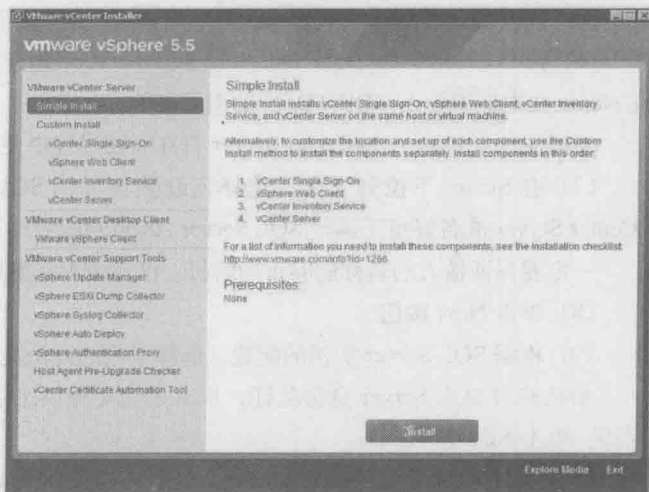 VMware vCenter Installer
vmware vSphere 5.5
VMware vCenter Server
Simple Install
Custom Install
vCenter Single Sign-On
vSphere Web Client
vCenter Inventory Service
vCenter Server
VMware vCenter Desktop Client
VMware vSphere Client
VMware vCenter Support Tools
vSphere Update Manager
vSphere ESXi Dump Collector
vSphere Syslog Collector
vSphere Auto Deploy
vSphere Authentication Proxy
Host Agent Pre-Upgrade Checker
vCenter Certificate Automation Tool
Simple Install
Simple Install installs vCenter Single Sign-On, vSphere Web Client, vCenter Inventory
Service, and vCenter Server on the same host or virtual machine.
Alternatively, to customize the location and set up of each component, use the Custom
Install method to install the components separately. Install components in this order:
1. vCenter Single Sign-On
2. vSphere Web Client
3. vCenter Inventory Service
4. vCenter Server
For a list of information you need to install these components, see the installation checklist:
http://www.vmware.com/info?id=1266.
Prerequisites:
None
Install
Explore Media
Exit